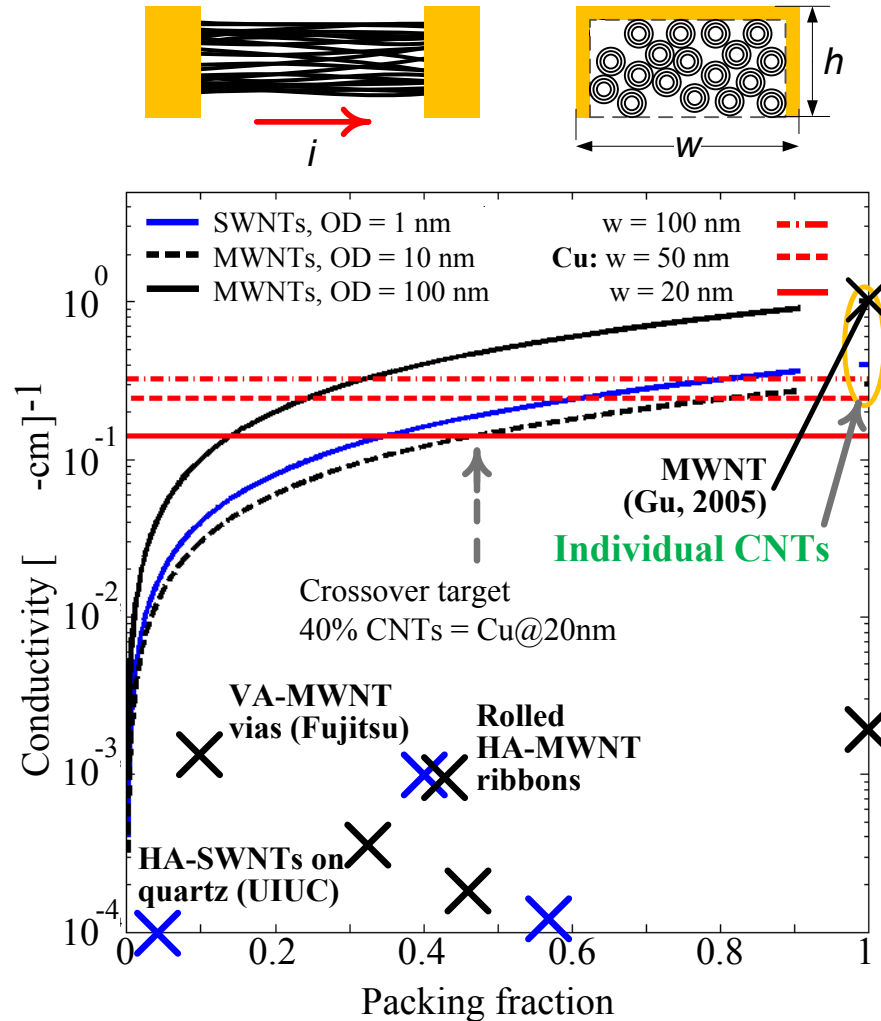 i
h
w
SWNTs, OD = 1 nm
MWNTs, OD = 10 nm
MWNTs, OD = 100 nm
w = 100 nm
Cu: w = 50 nm
w = 20 nm
10^0
10^-1
10^-2
10^-3
10^-4
Conductivity [ -cm]^-1
MWNT
(Gu, 2005)
Individual CNTs
Crossover target
40% CNTs = Cu@20nm
VA-MWNT
vias (Fujitsu)
Rolled
HA-MWNT
ribbons
HA-SWNTs on
quartz (UIUC)
0 0.2 0.4 0.6 0.8 1
Packing fraction